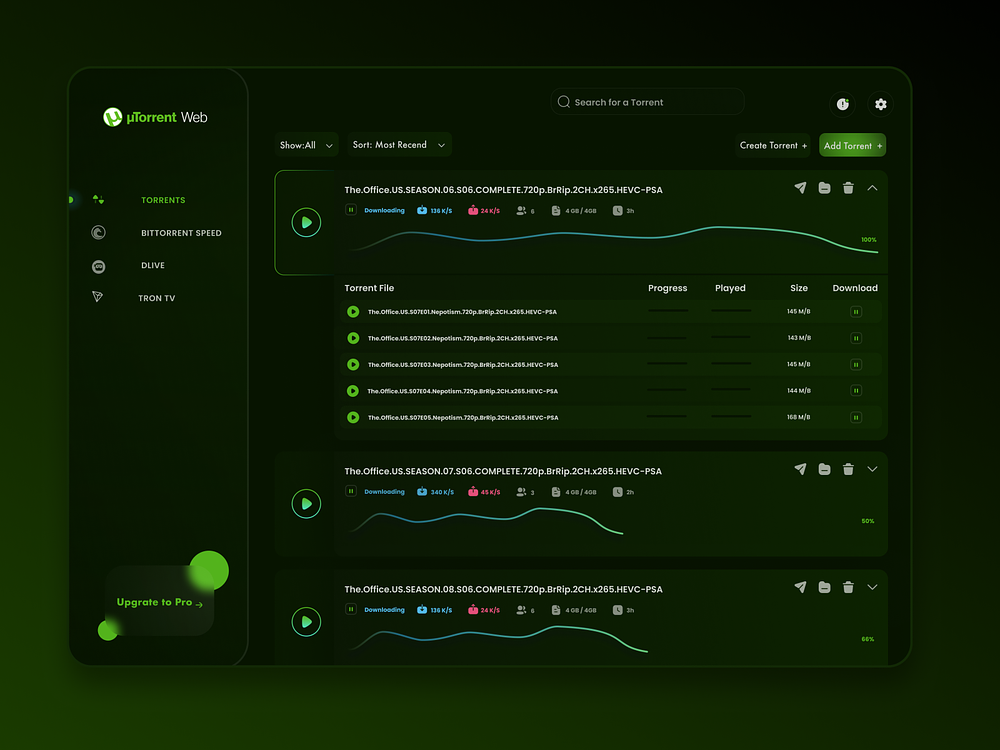 µTorrent Web
Search for a Torrent
Show:All
Sort: Most Recend
Create Torrent +
Add Torrent +
TORRENTS
BITTORRENT SPEED
DLIVE
TRON TV
Upgrate to Pro →
The.Office.US.SEASON.06.S06.COMPLETE.720p.BrRip.2CH.x265.HEVC-PSA
Downloading 136 K/S 24 K/S 6 4 GB / 4GB 3h
100%
Torrent File Progress Played Size Download
The.Office.US.S07E01.Nepotism.720p.BrRip.2CH.x265.HEVC-PSA 145 M/B
The.Office.US.S07E02.Nepotism.720p.BrRip.2CH.x265.HEVC-PSA 143 M/B
The.Office.US.S07E03.Nepotism.720p.BrRip.2CH.x265.HEVC-PSA 145 M/B
The.Office.US.S07E04.Nepotism.720p.BrRip.2CH.x265.HEVC-PSA 144 M/B
The.Office.US.S07E05.Nepotism.720p.BrRip.2CH.x265.HEVC-PSA 168 M/B
The.Office.US.SEASON.07.S06.COMPLETE.720p.BrRip.2CH.x265.HEVC-PSA
Downloading 340 K/S 45 K/S 3 4 GB / 4GB 2h
50%
The.Office.US.SEASON.08.S06.COMPLETE.720p.BrRip.2CH.x265.HEVC-PSA
Downloading 136 K/S 24 K/S 6 4 GB / 4GB 3h
66%